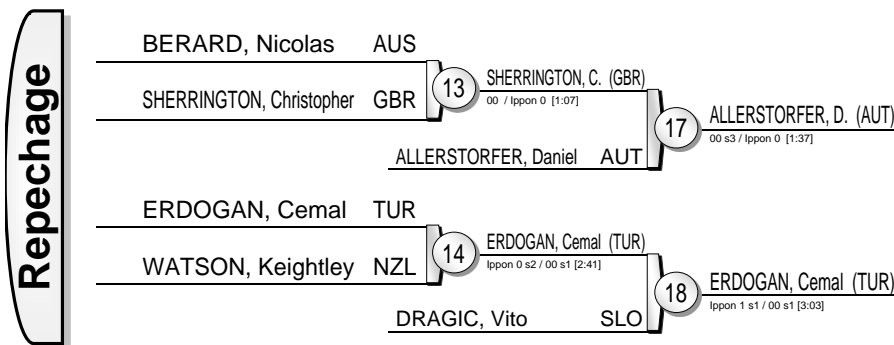 Repechage
BERARD, Nicolas AUS
SHERRINGTON, Christopher GBR
13
SHERRINGTON, C. (GBR)
00 / Ippon 0 [1:07]
ALLERSTORFER, Daniel AUT
17
ALLERSTORFER, D. (AUT)
00 s3 / Ippon 0 [1:37]
ERDOGAN, Cemal TUR
WATSON, Keightley NZL
14
ERDOGAN, Cemal (TUR)
Ippon 0 s2 / 00 s1 [2:41]
DRAGIC, Vito SLO
18
ERDOGAN, Cemal (TUR)
Ippon 1 s1 / 00 s1 [3:03]